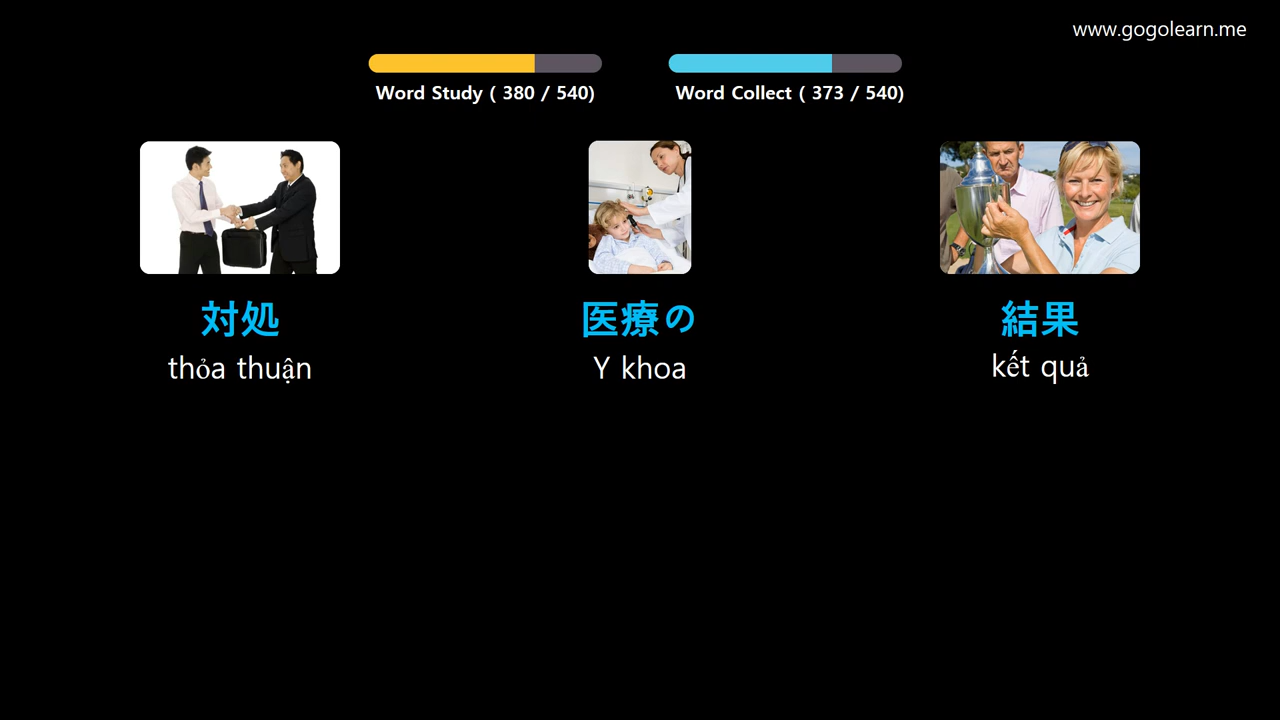 www.gogolearn.me
Word Study ( 380 / 540)
Word Collect ( 373 / 540)
対処
thỏa thuận
医療の
Y khoa
結果
kết quả